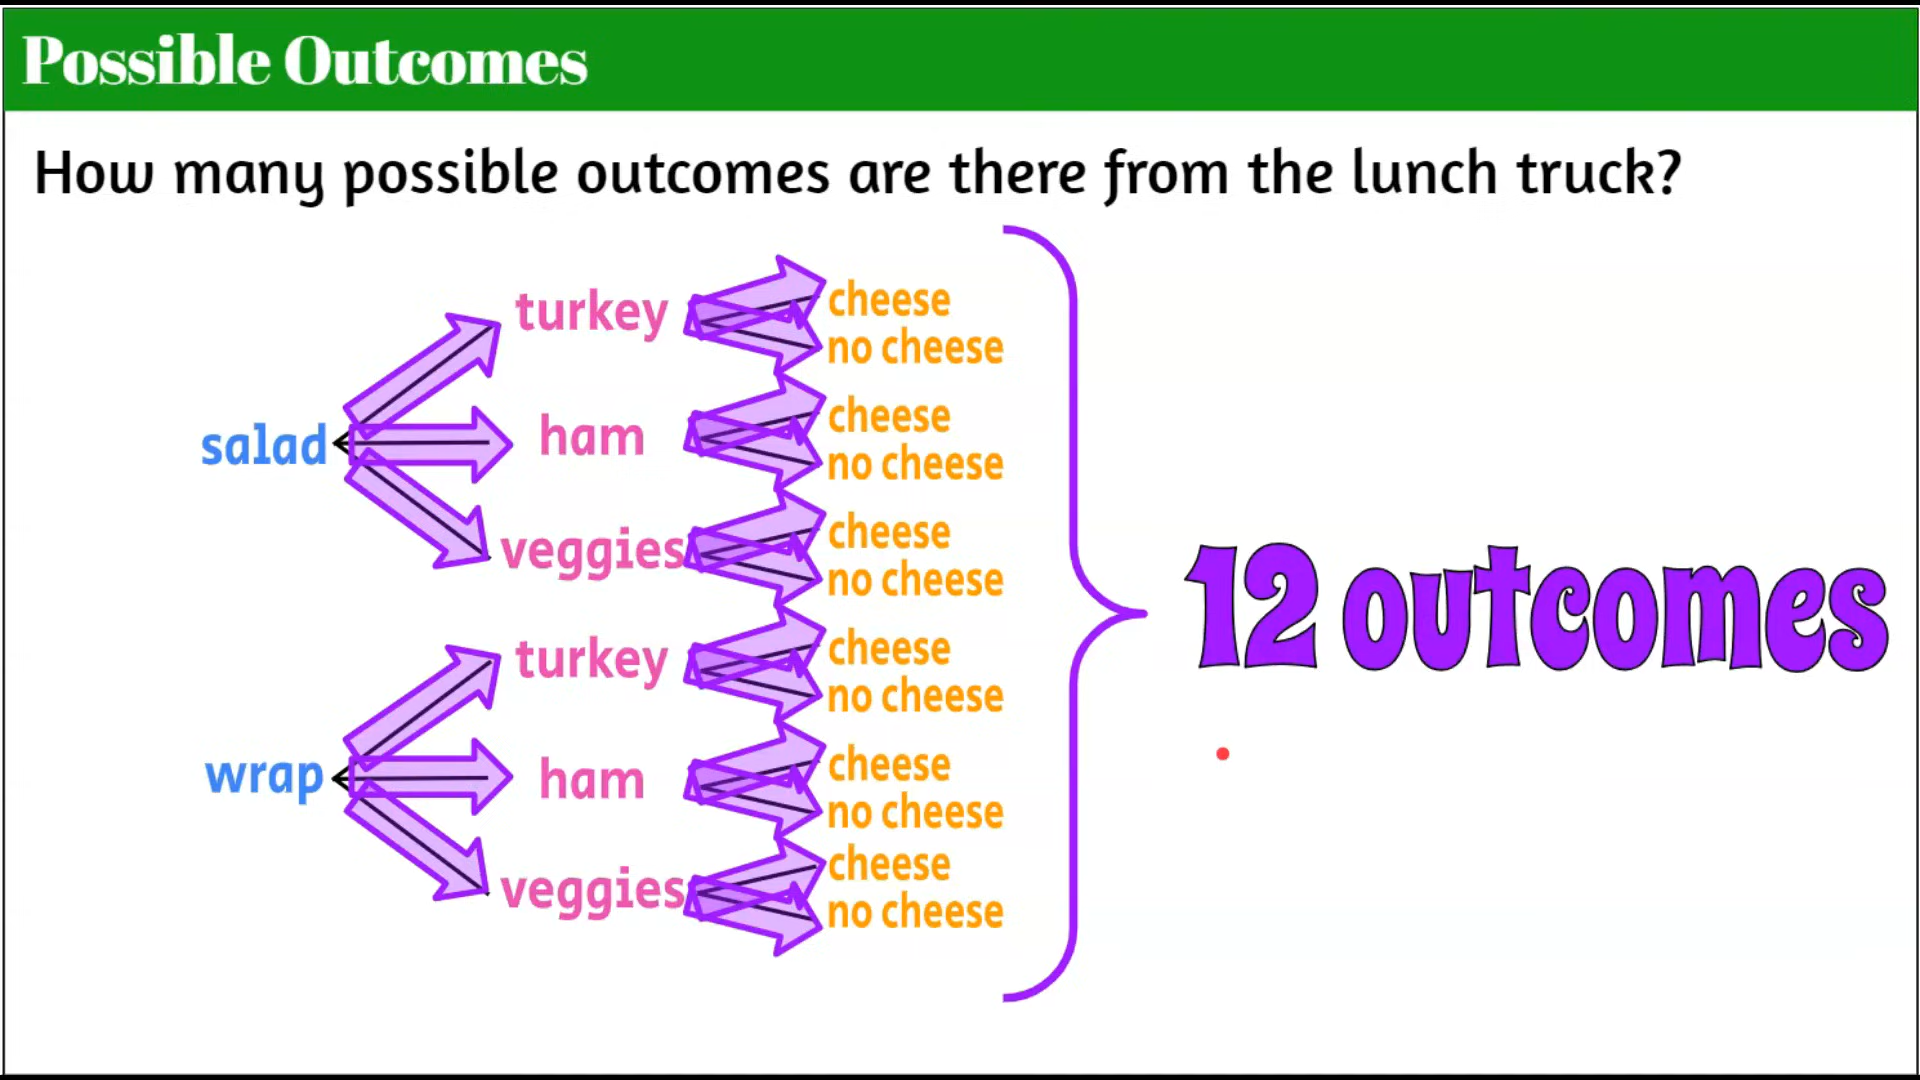 Possible Outcomes
How many possible outcomes are there from the lunch truck?
salad
turkey
cheese
no cheese
ham
cheese
no cheese
veggies
cheese
no cheese
wrap
turkey
cheese
no cheese
ham
cheese
no cheese
veggies
cheese
no cheese
12 outcomes